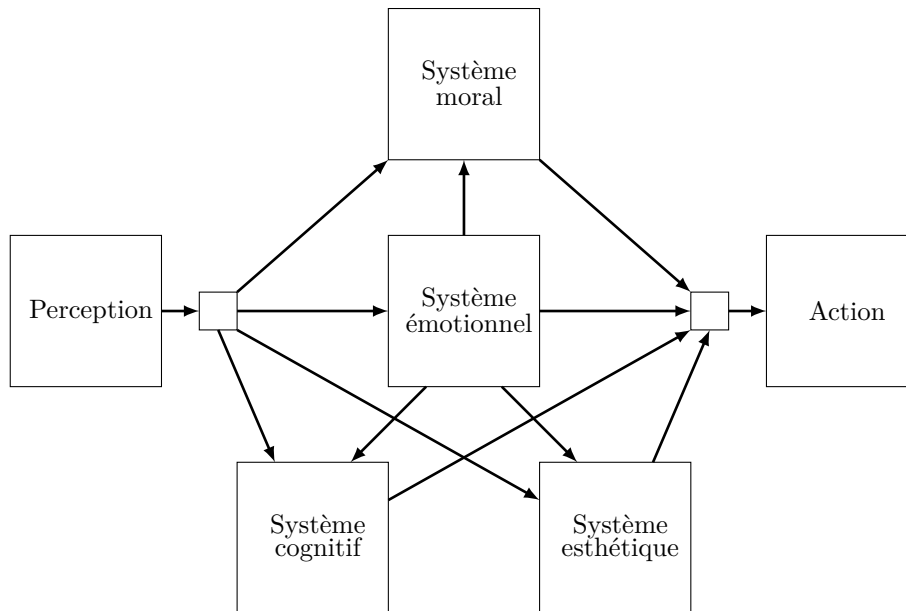 Système
moral
Perception
Système
émotionnel
Action
Système
cognitif
Système
esthétique